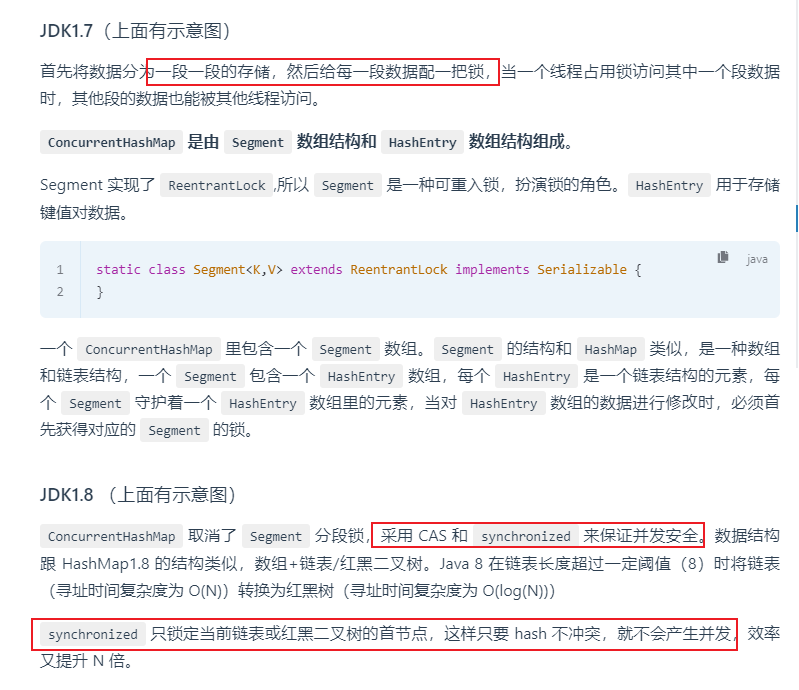 JDK1.7（上面有示意图）
首先将数据分为一段一段的存储，然后给每一段数据配一把锁，当一个线程占用锁访问其中一个段数据
时，其他段的数据也能被其他线程访问。
ConcurrentHashMap 是由 Segment 数组结构和 HashEntry 数组结构组成。
Segment 实现了 ReentrantLock,所以 Segment 是一种可重入锁，扮演锁的角色。HashEntry 用于存储
键值对数据。
java
1 static class Segment<K,V> extends ReentrantLock implements Serializable {
2 }
一个 ConcurrentHashMap 里包含一个 Segment 数组。Segment 的结构和 HashMap 类似，是一种数组
和链表结构，一个 Segment 包含一个 HashEntry 数组，每个 HashEntry 是一个链表结构的元素，每
个 Segment 守护着一个 HashEntry 数组里的元素，当对 HashEntry 数组的数据进行修改时，必须首
先获得对应的 Segment 的锁。
JDK1.8 （上面有示意图）
ConcurrentHashMap 取消了 Segment 分段锁，采用 CAS 和 synchronized 来保证并发安全。数据结构
跟 HashMap1.8 的结构类似，数组+链表/红黑二叉树。Java 8 在链表长度超过一定阈值（8）时将链表
（寻址时间复杂度为 O(N)）转换为红黑树（寻址时间复杂度为 O(log(N))）
synchronized 只锁定当前链表或红黑二叉树的首节点，这样只要 hash 不冲突，就不会产生并发，效率
又提升 N 倍。